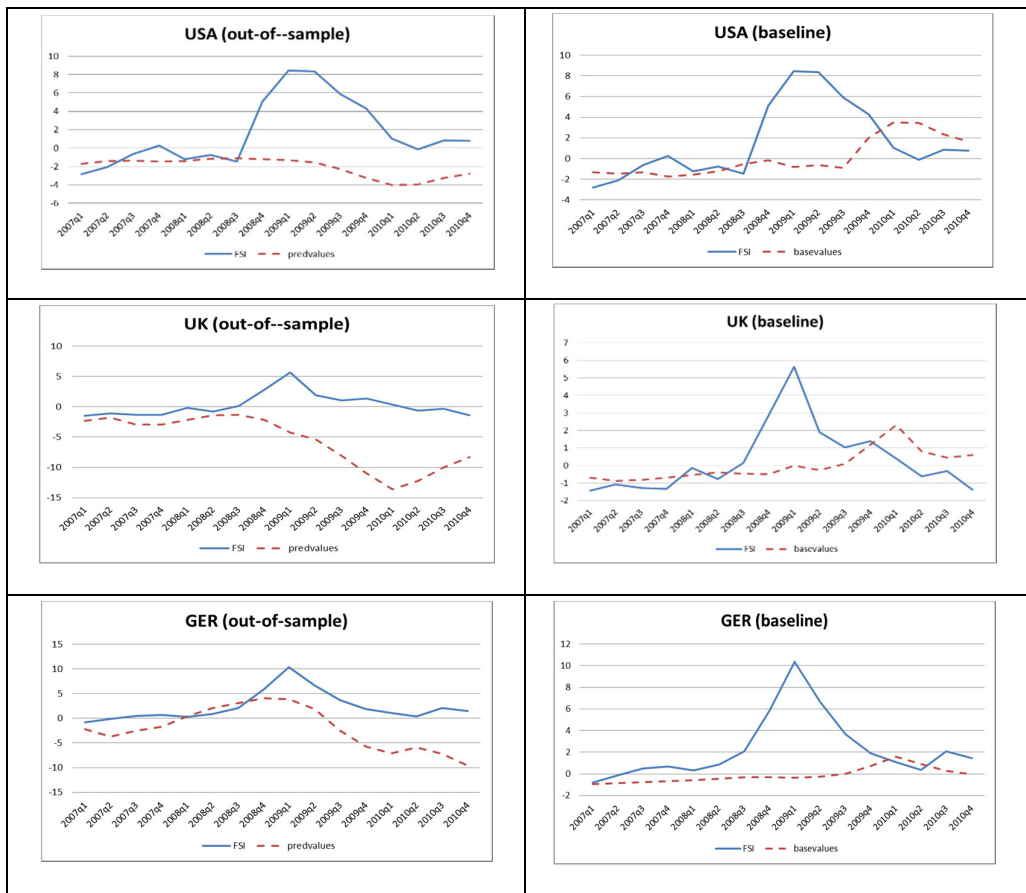 USA (out-of--sample)
10
8
6
4
2
0
-2
-4
-6
2007q1 2007q2 2007q3 2007q4 2008q1 2008q2 2008q3 2008q4 2009q1 2009q2 2009q3 2009q4 2010q1 2010q2 2010q3 2010q4
FSI predvalues
USA (baseline)
10
8
6
4
2
0
-2
-4
2007q1 2007q2 2007q3 2007q4 2008q1 2008q2 2008q3 2008q4 2009q1 2009q2 2009q3 2009q4 2010q1 2010q2 2010q3 2010q4
FSI basevalues
UK (out-of--sample)
10
5
0
-5
-10
-15
2007q1 2007q2 2007q3 2007q4 2008q1 2008q2 2008q3 2008q4 2009q1 2009q2 2009q3 2009q4 2010q1 2010q2 2010q3 2010q4
FSI predvalues
UK (baseline)
7
6
5
4
3
2
1
0
-1
-2
2007q1 2007q2 2007q3 2007q4 2008q1 2008q2 2008q3 2008q4 2009q1 2009q2 2009q3 2009q4 2010q1 2010q2 2010q3 2010q4
FSI basevalues
GER (out-of-sample)
15
10
5
0
-5
-10
-15
2007q1 2007q2 2007q3 2007q4 2008q1 2008q2 2008q3 2008q4 2009q1 2009q2 2009q3 2009q4 2010q1 2010q2 2010q3 2010q4
FSI predvalues
GER (baseline)
12
10
8
6
4
2
0
-2
2007q1 2007q2 2007q3 2007q4 2008q1 2008q2 2008q3 2008q4 2009q1 2009q2 2009q3 2009q4 2010q1 2010q2 2010q3 2010q4
FSI basevalues